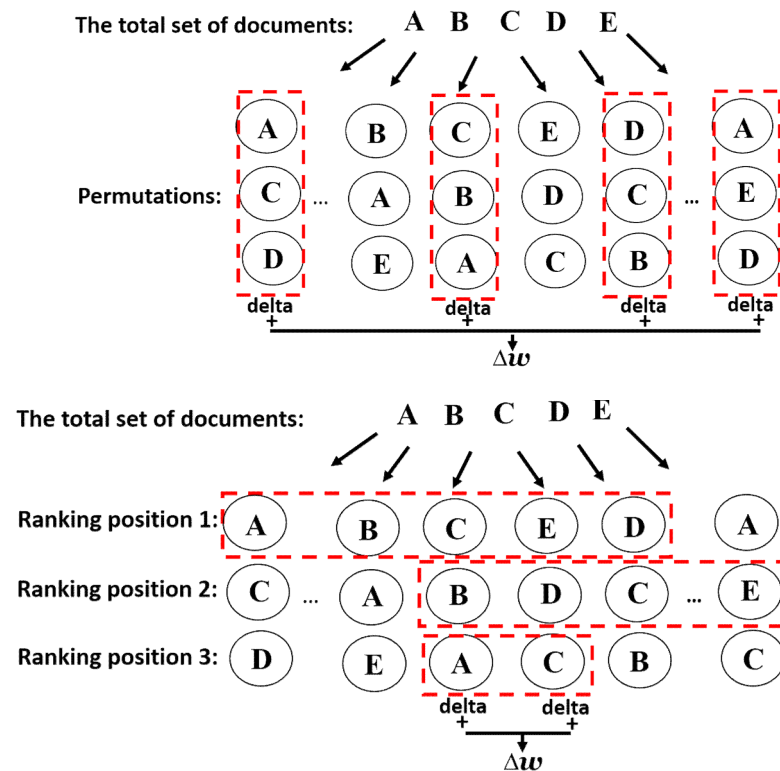 The total set of documents: A B C D E
A B C E D A
Permutations: C ... A B D C ... E
D E A C B D
delta delta delta delta
+ + + +
Δw
The total set of documents: A B C D E
Ranking position 1: A B C E D A
Ranking position 2: C ... A B D C ... E
Ranking position 3: D E A C B C
delta delta
+ +
Δw